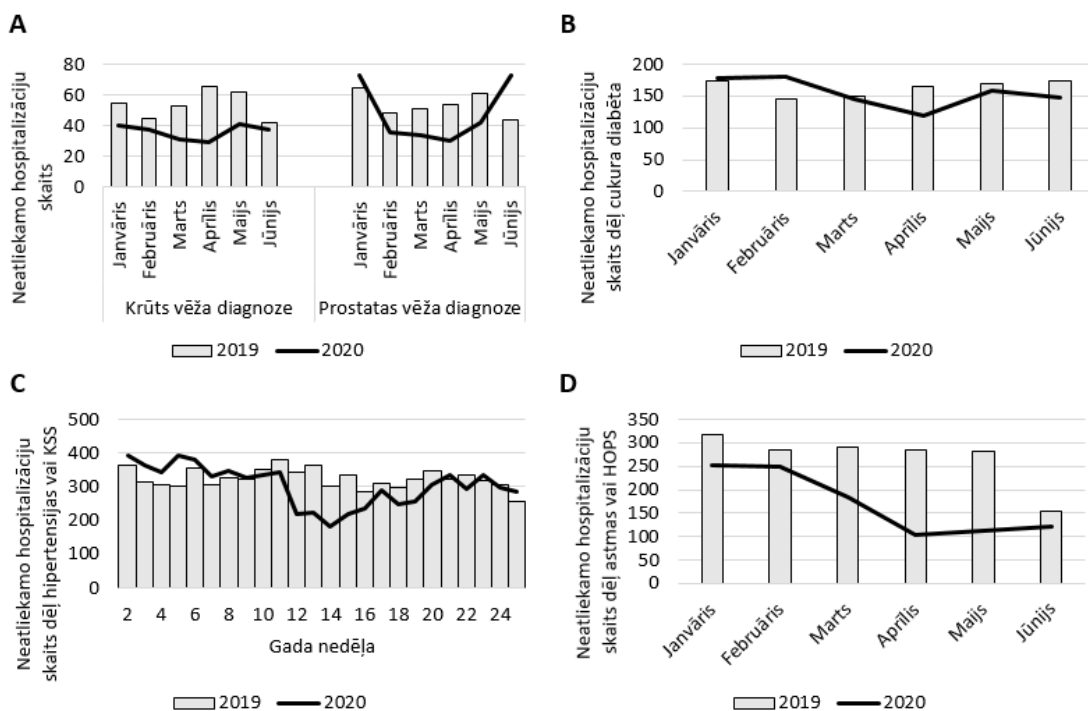 A
Neatliekamo hospitalizāciju
skaits
80
60
40
20
0
Janvāris
Februāris
Marts
Aprīlis
Maijs
Jūnijs
Janvāris
Februāris
Marts
Aprīlis
Maijs
Jūnijs
Krūts vēža diagnoze
Prostatas vēža diagnoze
2019 2020
B
Neatliekamo hospitalizāciju
skaits dēļ cukura diabēta
200
150
100
50
0
Janvāris
Februāris
Marts
Aprīlis
Maijs
Jūnijs
2019 2020
C
Neatliekamo hospitalizāciju
skaits dēļ hipertensijas vai KSS
500
400
300
200
100
0
2 4 6 8 10 12 14 16 18 20 22 24
Gada nedēļa
2019 2020
D
Neatliekamo hospitalizāciju
skaits dēļ astmas vai HOPS
350
300
250
200
150
100
50
0
Janvāris
Februāris
Marts
Aprīlis
Maijs
Jūnijs
2019 2020